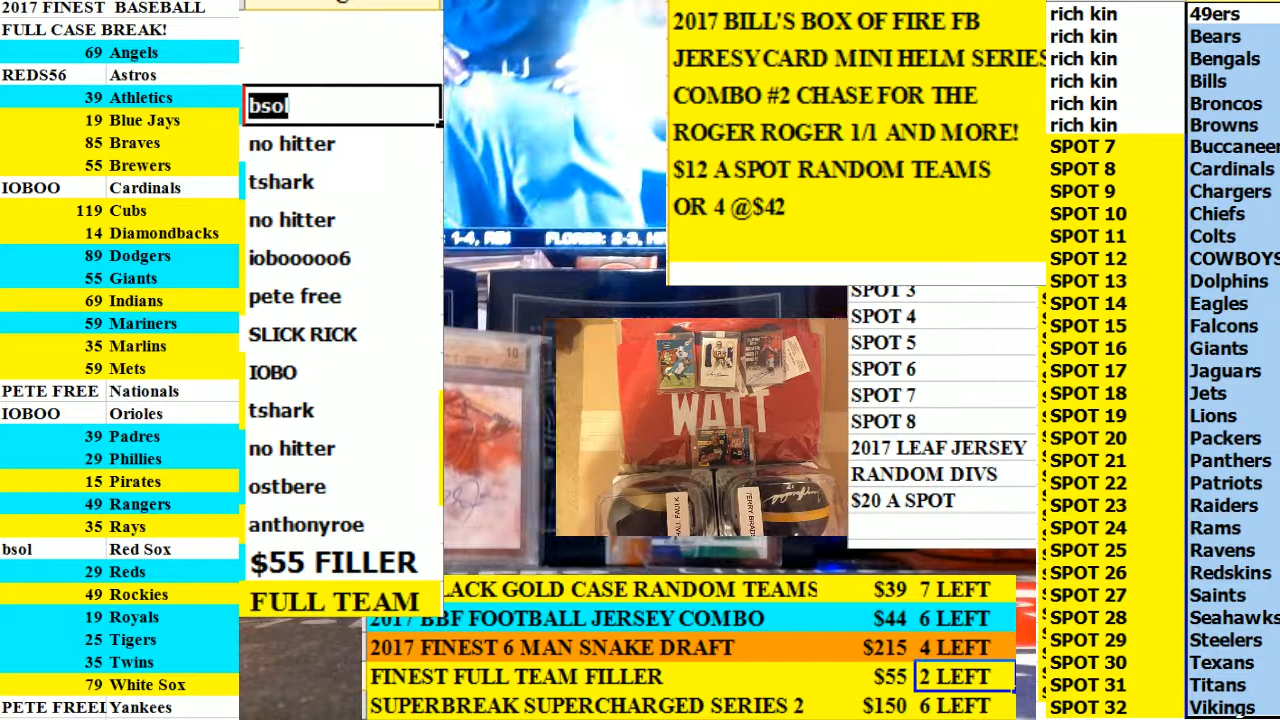 2017 FINEST BASEBALL
FULL CASE BREAK!
69 Angels
REDS56 Astros
39 Athletics
19 Blue Jays
85 Braves
55 Brewers
IOBOO Cardinals
119 Cubs
14 Diamondbacks
89 Dodgers
55 Giants
69 Indians
59 Mariners
35 Marlins
59 Mets
PETE FREE Nationals
IOBOO Orioles
39 Padres
29 Phillies
15 Pirates
49 Rangers
35 Rays
bsol Red Sox
29 Reds
49 Rockies
19 Royals
25 Tigers
35 Twins
79 White Sox
PETE FREE Yankees
bsol
no hitter
tshark
no hitter
iobooooo6
pete free
SLICK RICK
IOBO
tshark
no hitter
ostbere
anthonyroe
$55 FILLER
FULL TEAM
10
WATT
2017 BILL'S BOX OF FIRE FB
JERESY CARD MINI HELM SERIES
COMBO #2 CHASE FOR THE
ROGER ROGER 1/1 AND MORE!
$12 A SPOT RANDOM TEAMS
OR 4 @$42
SPOT 3
SPOT 4
SPOT 5
SPOT 6
SPOT 7
SPOT 8
2017 LEAF JERSEY
RANDOM DIVS
$20 A SPOT
LACK GOLD CASE RANDOM TEAMS $39 7 LEFT
2017 BBF FOOTBALL JERSEY COMBO $44 6 LEFT
2017 FINEST 6 MAN SNAKE DRAFT $215 4 LEFT
FINEST FULL TEAM FILLER $55 2 LEFT
SUPERBREAK SUPERCHARGED SERIES 2 $150 6 LEFT
rich kin 49ers
rich kin Bears
rich kin Bengals
rich kin Bills
rich kin Broncos
rich kin Browns
SPOT 7 Buccaneer
SPOT 8 Cardinals
SPOT 9 Chargers
SPOT 10 Chiefs
SPOT 11 Colts
SPOT 12 COWBOYS
SPOT 13 Dolphins
SPOT 14 Eagles
SPOT 15 Falcons
SPOT 16 Giants
SPOT 17 Jaguars
SPOT 18 Jets
SPOT 19 Lions
SPOT 20 Packers
SPOT 21 Panthers
SPOT 22 Patriots
SPOT 23 Raiders
SPOT 24 Rams
SPOT 25 Ravens
SPOT 26 Redskins
SPOT 27 Saints
SPOT 28 Seahawks
SPOT 29 Steelers
SPOT 30 Texans
SPOT 31 Titans
SPOT 32 Vikings